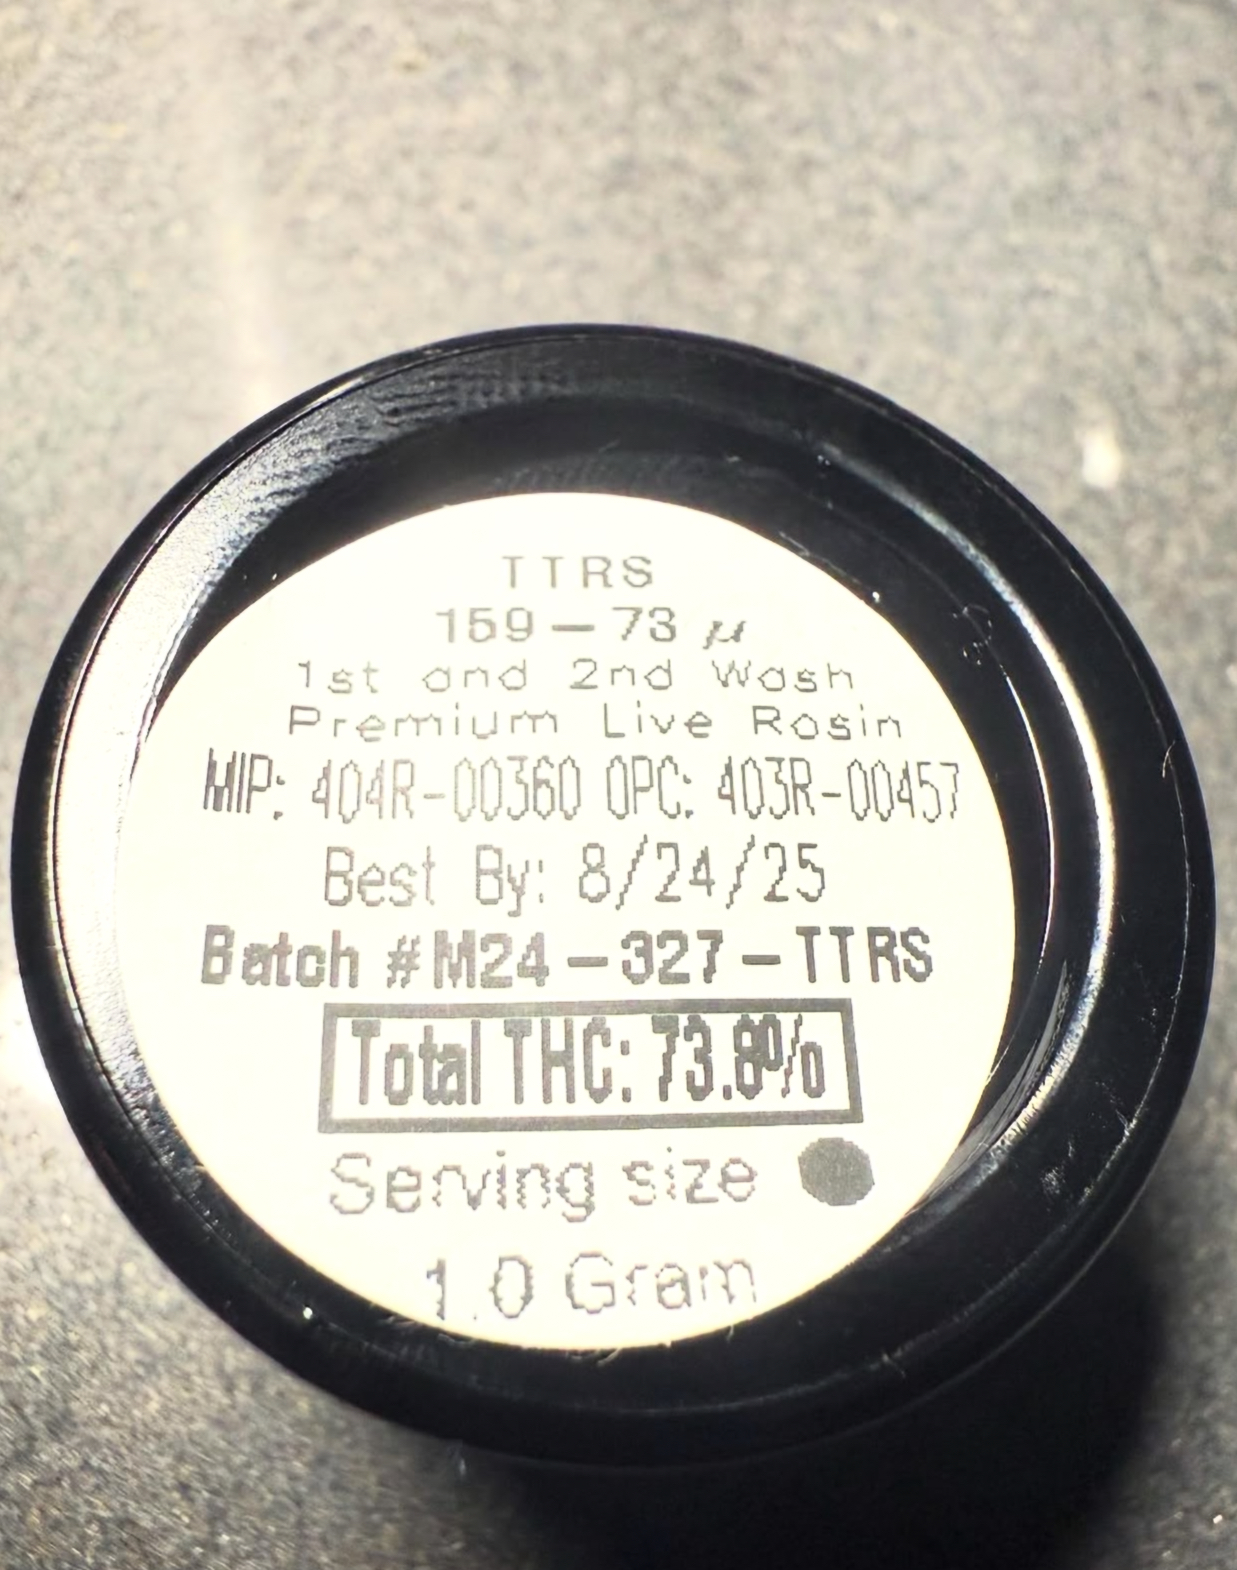 TTRS
159-73 µ
1st and 2nd Wash
Premium Live Rosin
MIP: 404R-00360 OPC: 403R-00457
Best By: 8/24/25
Batch #M24-327-TTRS
Total THC: 73.8%
Serving size
1.0 Gram